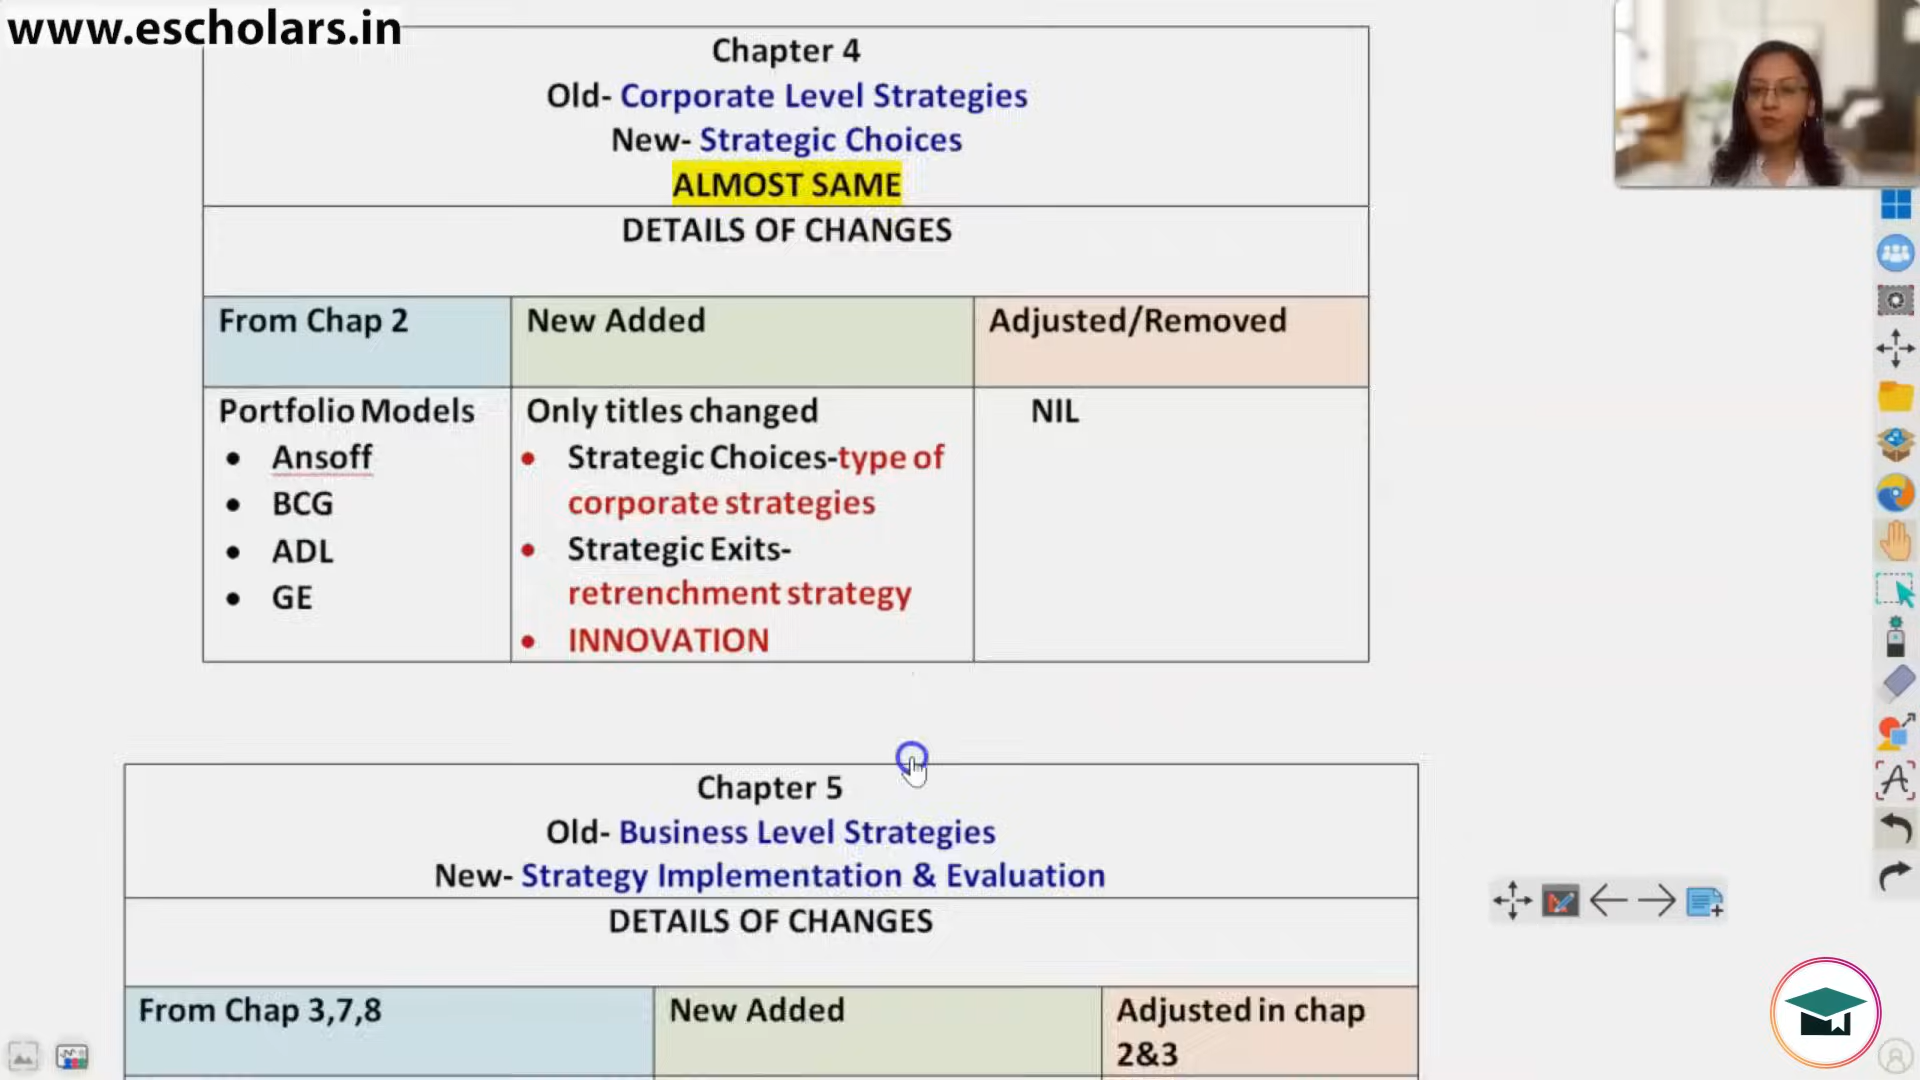 www.escholars.in
Chapter 4
Old- Corporate Level Strategies
New- Strategic Choices
ALMOST SAME
DETAILS OF CHANGES
From Chap 2
New Added
Adjusted/Removed
Portfolio Models
• Ansoff
• BCG
• ADL
• GE
Only titles changed
• Strategic Choices-type of
corporate strategies
• Strategic Exits-
retrenchment strategy
• INNOVATION
NIL
Chapter 5
Old- Business Level Strategies
New- Strategy Implementation & Evaluation
DETAILS OF CHANGES
From Chap 3,7,8
New Added
Adjusted in chap
2&3